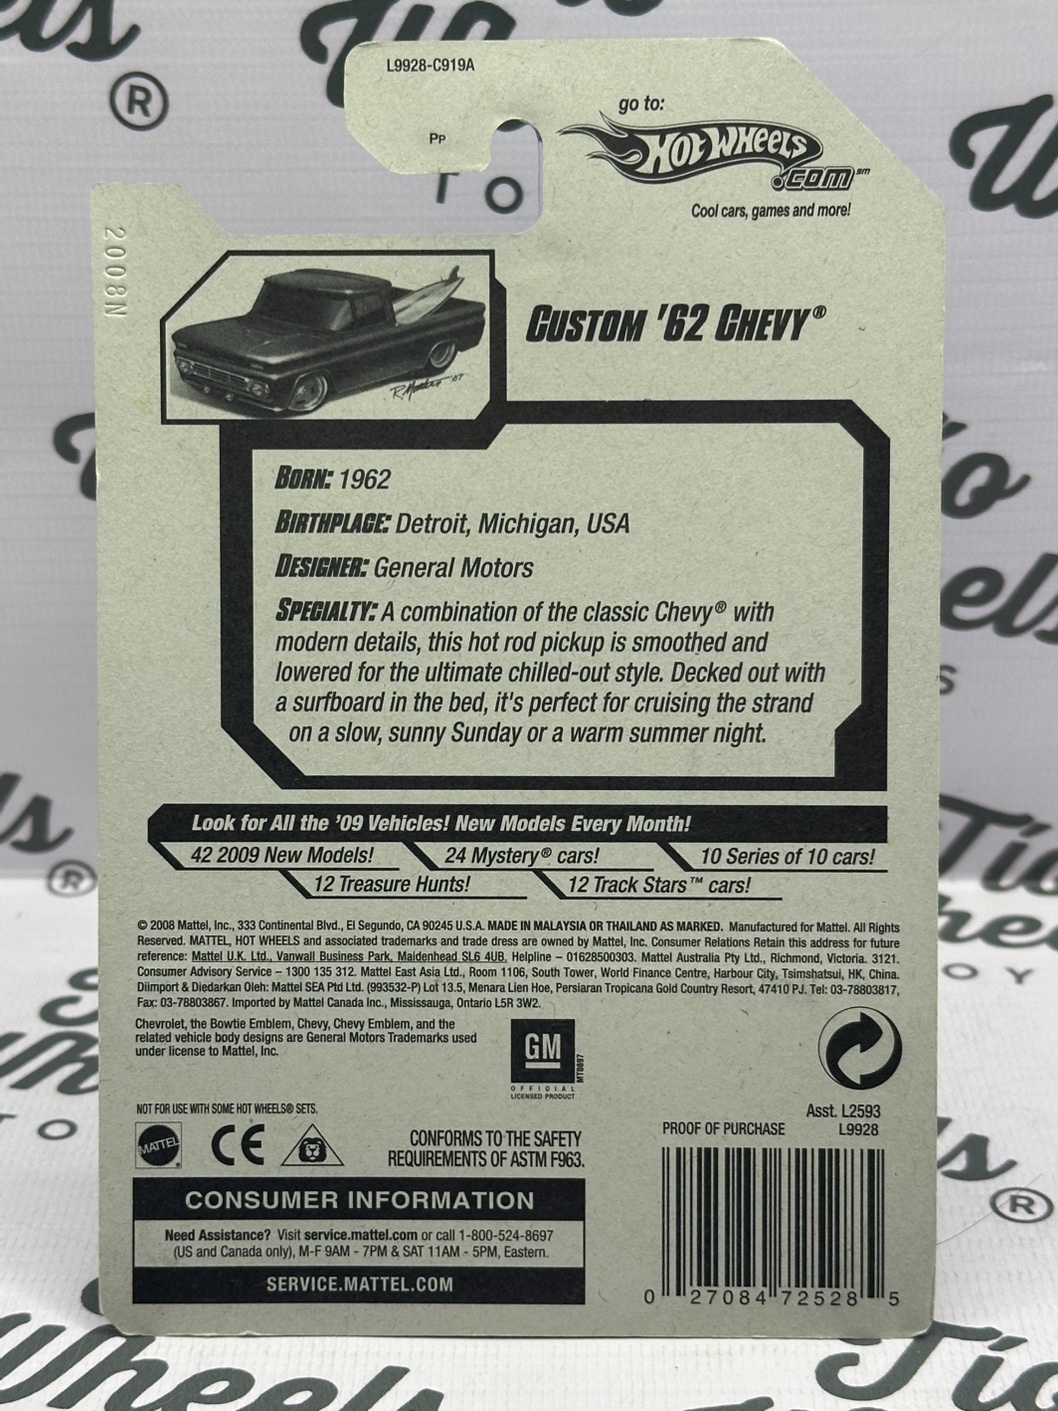 L9928-C919A
PP
go to:
HOT WHEELS
.COM℠
Cool cars, games and more!
2008N
CUSTOM '62 CHEVY®
BORN: 1962
BIRTHPLACE: Detroit, Michigan, USA
DESIGNER: General Motors
SPECIALTY: A combination of the classic Chevy® with
modern details, this hot rod pickup is smoothed and
lowered for the ultimate chilled-out style. Decked out with
a surfboard in the bed, it's perfect for cruising the strand
on a slow, sunny Sunday or a warm summer night.
Look for All the '09 Vehicles! New Models Every Month!
42 2009 New Models! 24 Mystery® cars! 10 Series of 10 cars!
12 Treasure Hunts! 12 Track Stars™ cars!
© 2008 Mattel, Inc., 333 Continental Blvd., El Segundo, CA 90245 U.S.A. MADE IN MALAYSIA OR THAILAND AS MARKED. Manufactured for Mattel. All Rights
Reserved. MATTEL, HOT WHEELS and associated trademarks and trade dress are owned by Mattel, Inc. Consumer Relations Retain this address for future
reference: Mattel U.K. Ltd., Vanwall Business Park, Maidenhead SL6 4UB. Helpline – 01628500303. Mattel Australia Pty Ltd., Richmond, Victoria. 3121.
Consumer Advisory Service – 1300 135 312. Mattel East Asia Ltd., Room 1106, South Tower, World Finance Centre, Harbour City, Tsimshatsui, HK, China.
Diimport & Diedarkan Oleh: Mattel SEA Ptd Ltd. (993532-P) Lot 13.5, Menara Lien Hoe, Persiaran Tropicana Gold Country Resort, 47410 PJ. Tel: 03-78803817,
Fax: 03-78803867. Imported by Mattel Canada Inc., Mississauga, Ontario L5R 3W2.
Chevrolet, the Bowtie Emblem, Chevy, Chevy Emblem, and the
related vehicle body designs are General Motors Trademarks used
under license to Mattel, Inc.
GM
OFFICIAL
LICENSED PRODUCT
MT0897
NOT FOR USE WITH SOME HOT WHEELS® SETS.
Asst. L2593
L9928
PROOF OF PURCHASE
MATTEL
CE
CONFORMS TO THE SAFETY
REQUIREMENTS OF ASTM F963.
CONSUMER INFORMATION
Need Assistance? Visit service.mattel.com or call 1-800-524-8697
(US and Canada only), M-F 9AM - 7PM & SAT 11AM - 5PM, Eastern.
SERVICE.MATTEL.COM
0 27084 72528 5